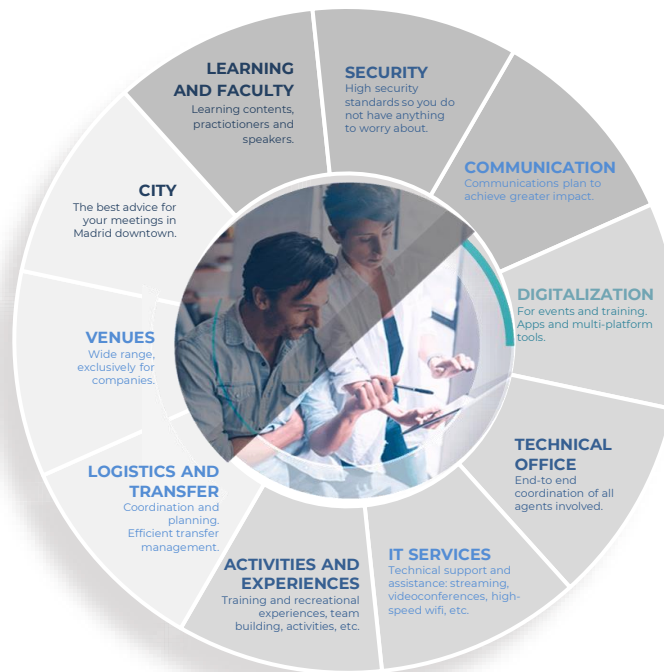 LEARNING
AND FACULTY
Learning contents,
practiotioners and
speakers.
SECURITY
High security
standards so you do
not have anything
to worry about.
COMMUNICATION
Communications plan to
achieve greater impact.
DIGITALIZATION
For events and training.
Apps and multi-platform
tools.
TECHNICAL
OFFICE
End-to end
coordination of all
agents involved.
IT SERVICES
Technical support and
assistance: streaming,
videoconferences, high-
speed wifi, etc.
ACTIVITIES AND
EXPERIENCES
Training and recreational
experiences, team
building, activities, etc.
LOGISTICS AND
TRANSFER
Coordination and
planning.
Efficient transfer
management.
VENUES
Wide range,
exclusively for
companies.
CITY
The best advice for
your meetings in
Madrid downtown.